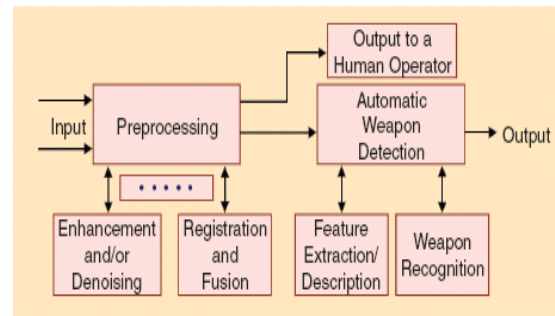 Output to a
Human Operator
Input
Preprocessing
Automatic
Weapon
Detection
Output
Enhancement
and/or
Denoising
Registration
and
Fusion
Feature
Extraction/
Description
Weapon
Recognition